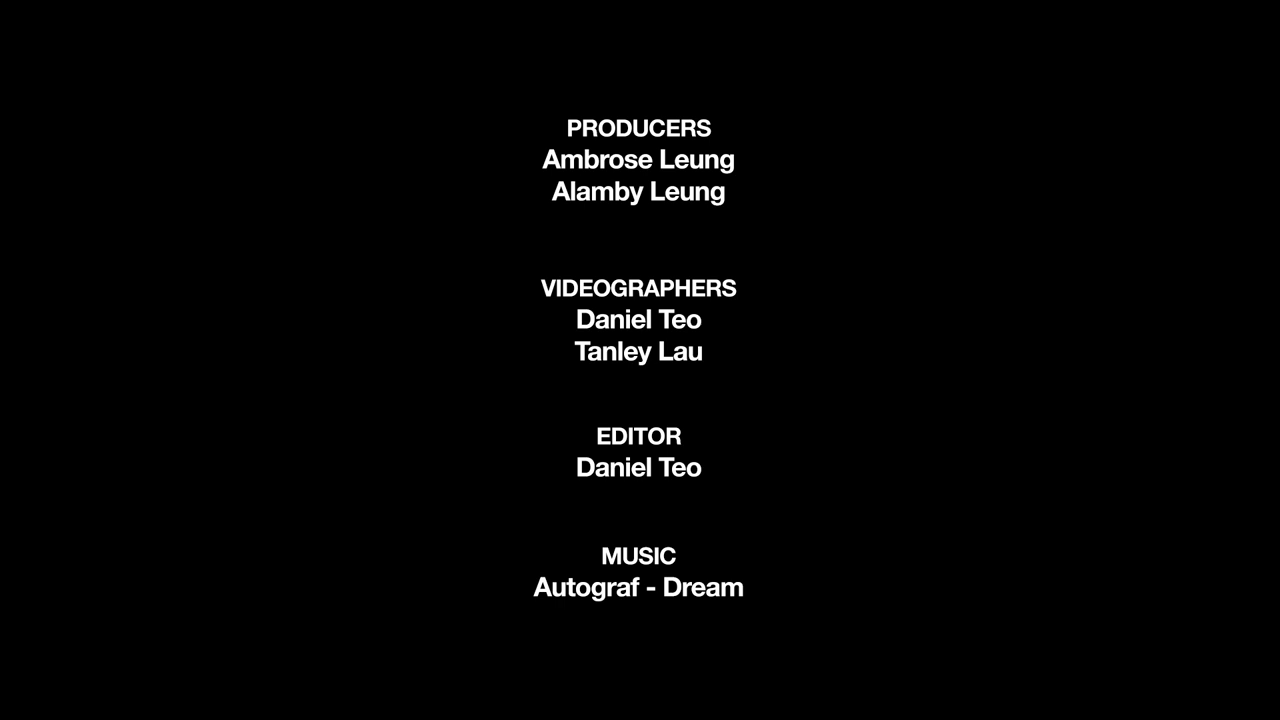 PRODUCERS
Ambrose Leung
Alamby Leung
VIDEOGRAPHERS
Daniel Teo
Tanley Lau
EDITOR
Daniel Teo
MUSIC
Autograf - Dream